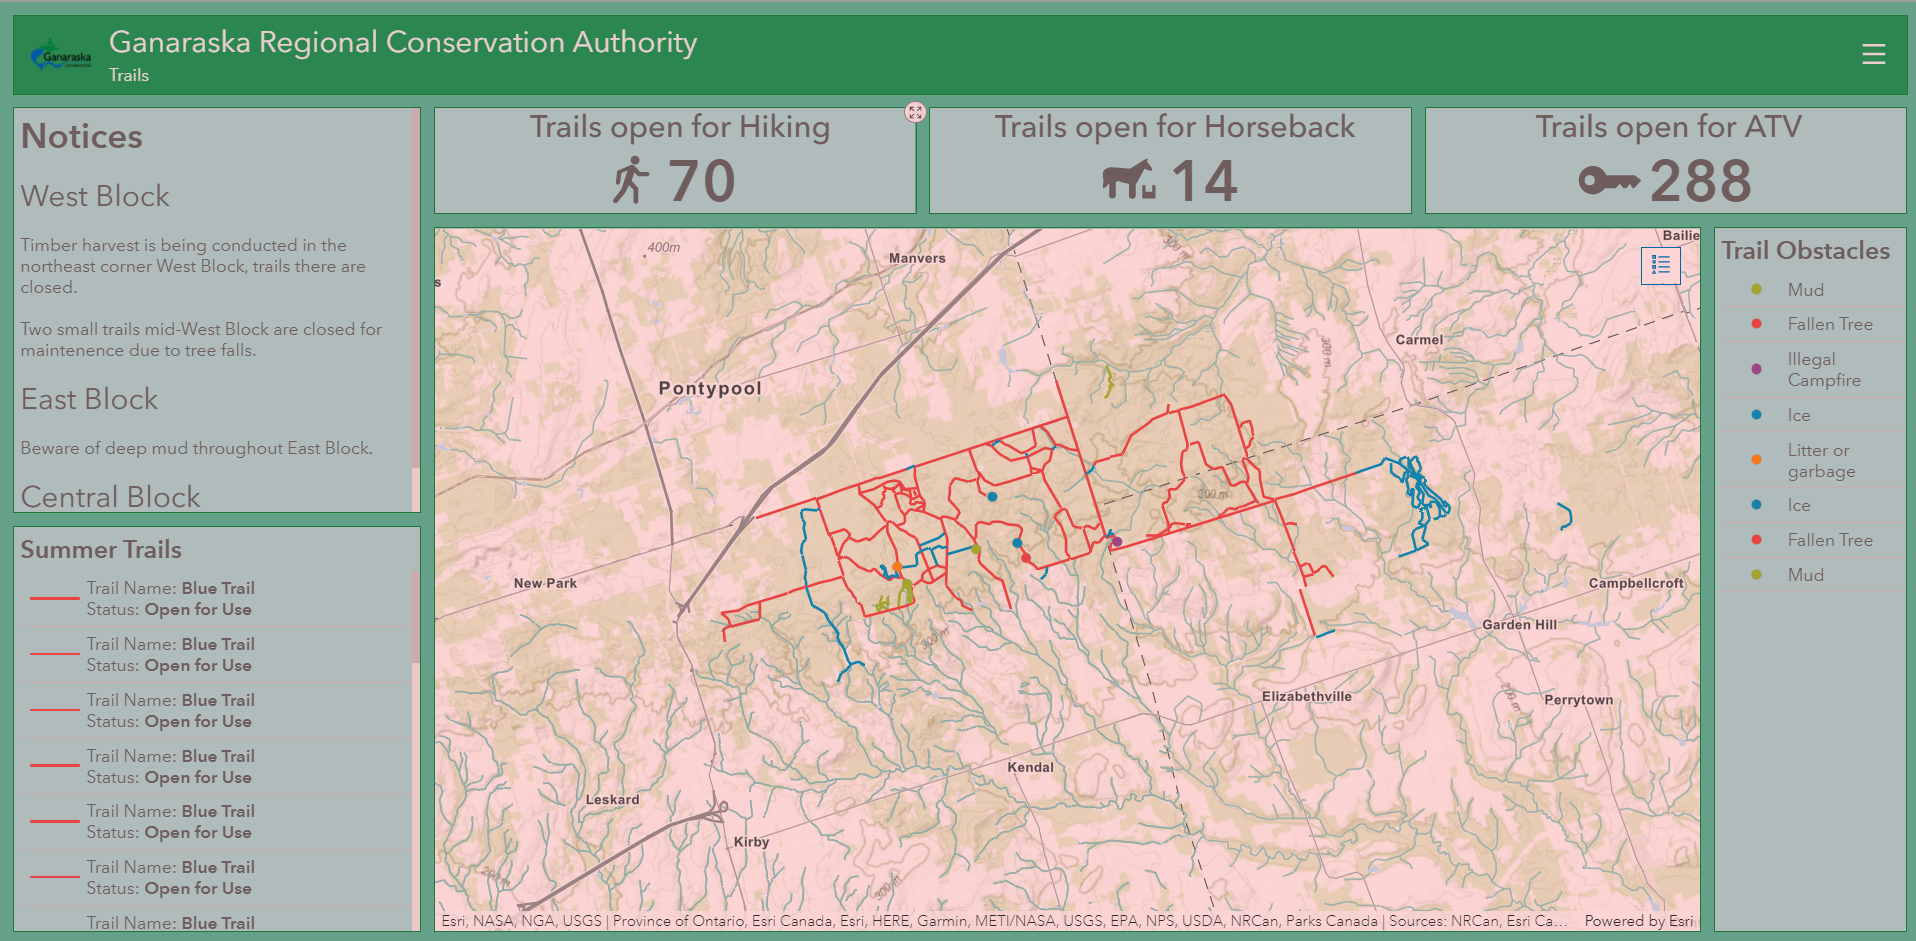 Ganaraska
Ganaraska Regional Conservation Authority
Trails
Notices
West Block
Timber harvest is being conducted in the
northeast corner West Block, trails there are
closed.
Two small trails mid-West Block are closed for
maintenence due to tree falls.
East Block
Beware of deep mud throughout East Block.
Central Block
Summer Trails
Trail Name: Blue Trail
Status: Open for Use
Trail Name: Blue Trail
Status: Open for Use
Trail Name: Blue Trail
Status: Open for Use
Trail Name: Blue Trail
Status: Open for Use
Trail Name: Blue Trail
Status: Open for Use
Trail Name: Blue Trail
Status: Open for Use
Trail Name: Blue Trail
Trails open for Hiking
70
Trails open for Horseback
14
Trails open for ATV
288
400m
Manvers
300 m
Bailie
s
Carmel
300 m
Pontypool
300 m
New Park
Campbellcroft
Garden Hill
300 m
Elizabethville
Perrytown
Kendal
Leskard
Kirby
200 m
300 m
Esri, NASA, NGA, USGS | Province of Ontario, Esri Canada, Esri, HERE, Garmin, METI/NASA, USGS, EPA, NPS, USDA, NRCan, Parks Canada | Sources: NRCan, Esri Ca...
Powered by Esri
Trail Obstacles
Mud
Fallen Tree
Illegal
Campfire
Ice
Litter or
garbage
Ice
Fallen Tree
Mud